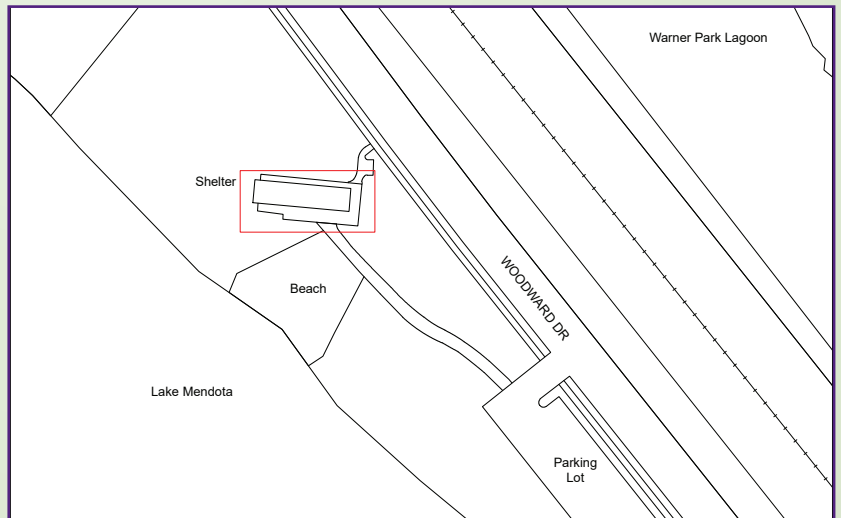 Warner Park Lagoon
Shelter
WOODWARD DR
Beach
Lake Mendota
Parking
Lot